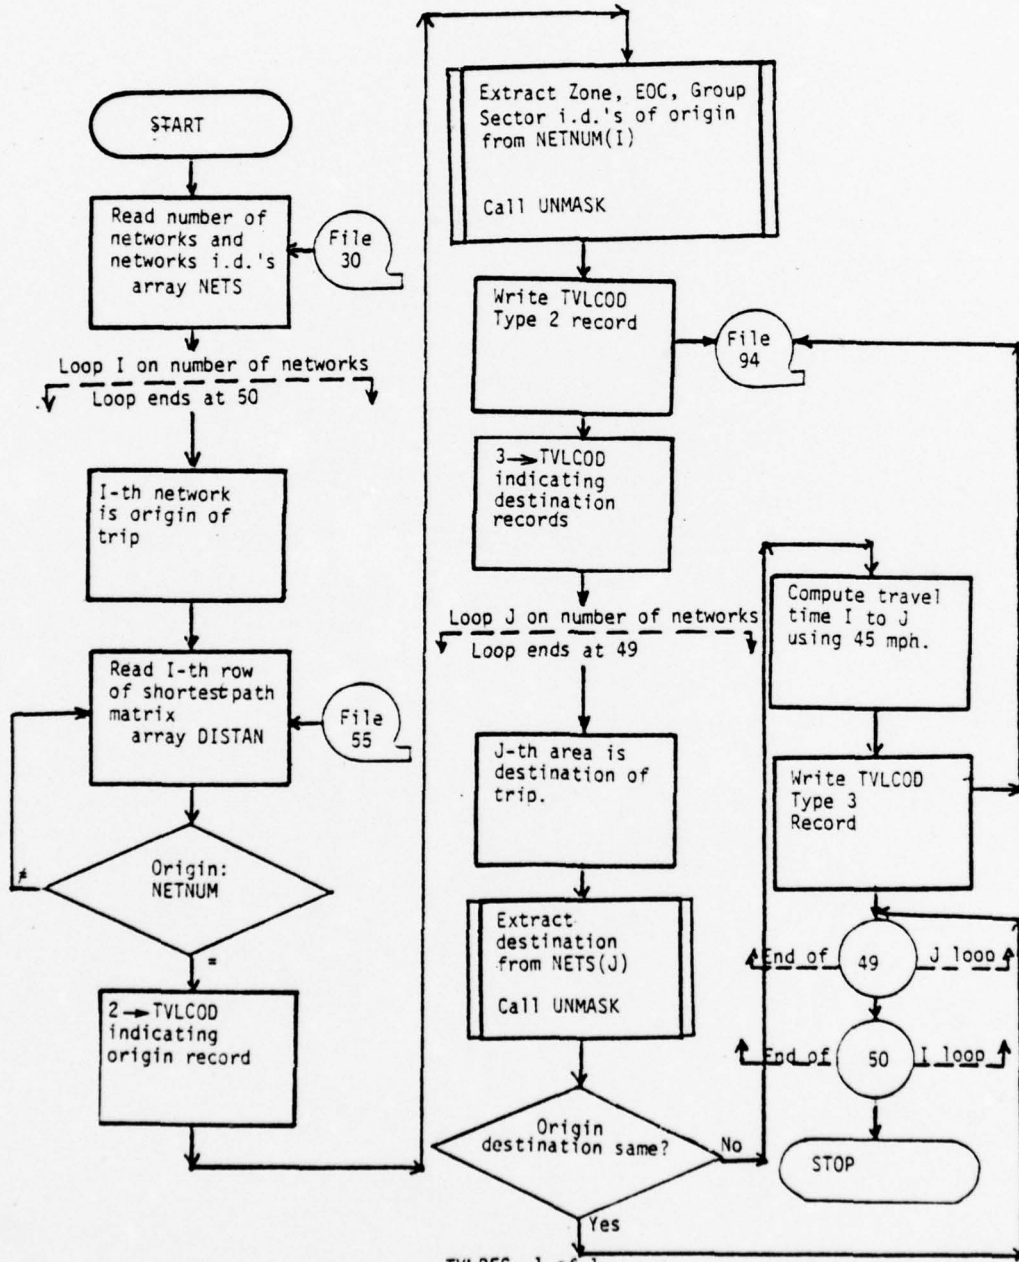 START
Read number of
networks and
networks i.d.'s
array NETS
File
30
Loop I on number of networks
Loop ends at 50
I-th network
is origin of
trip
Read I-th row
of shortest path
matrix
array DISTAN
File
55
Origin:
NETNUM
≠
=
2→TVLCOD
indicating
origin record
Extract Zone, EOC, Group
Sector i.d.'s of origin
from NETNUM(I)
Call UNMASK
Write TVLCOD
Type 2 record
File
94
3→TVLCOD
indicating
destination
records
Loop J on number of networks
Loop ends at 49
J-th area is
destination of
trip.
Extract
destination
from NETS(J)
Call UNMASK
Origin
destination same?
No
Yes
Compute travel
time I to J
using 45 mph.
Write TVLCOD
Type 3
Record
End of 49 J loop
End of 50 I loop
STOP